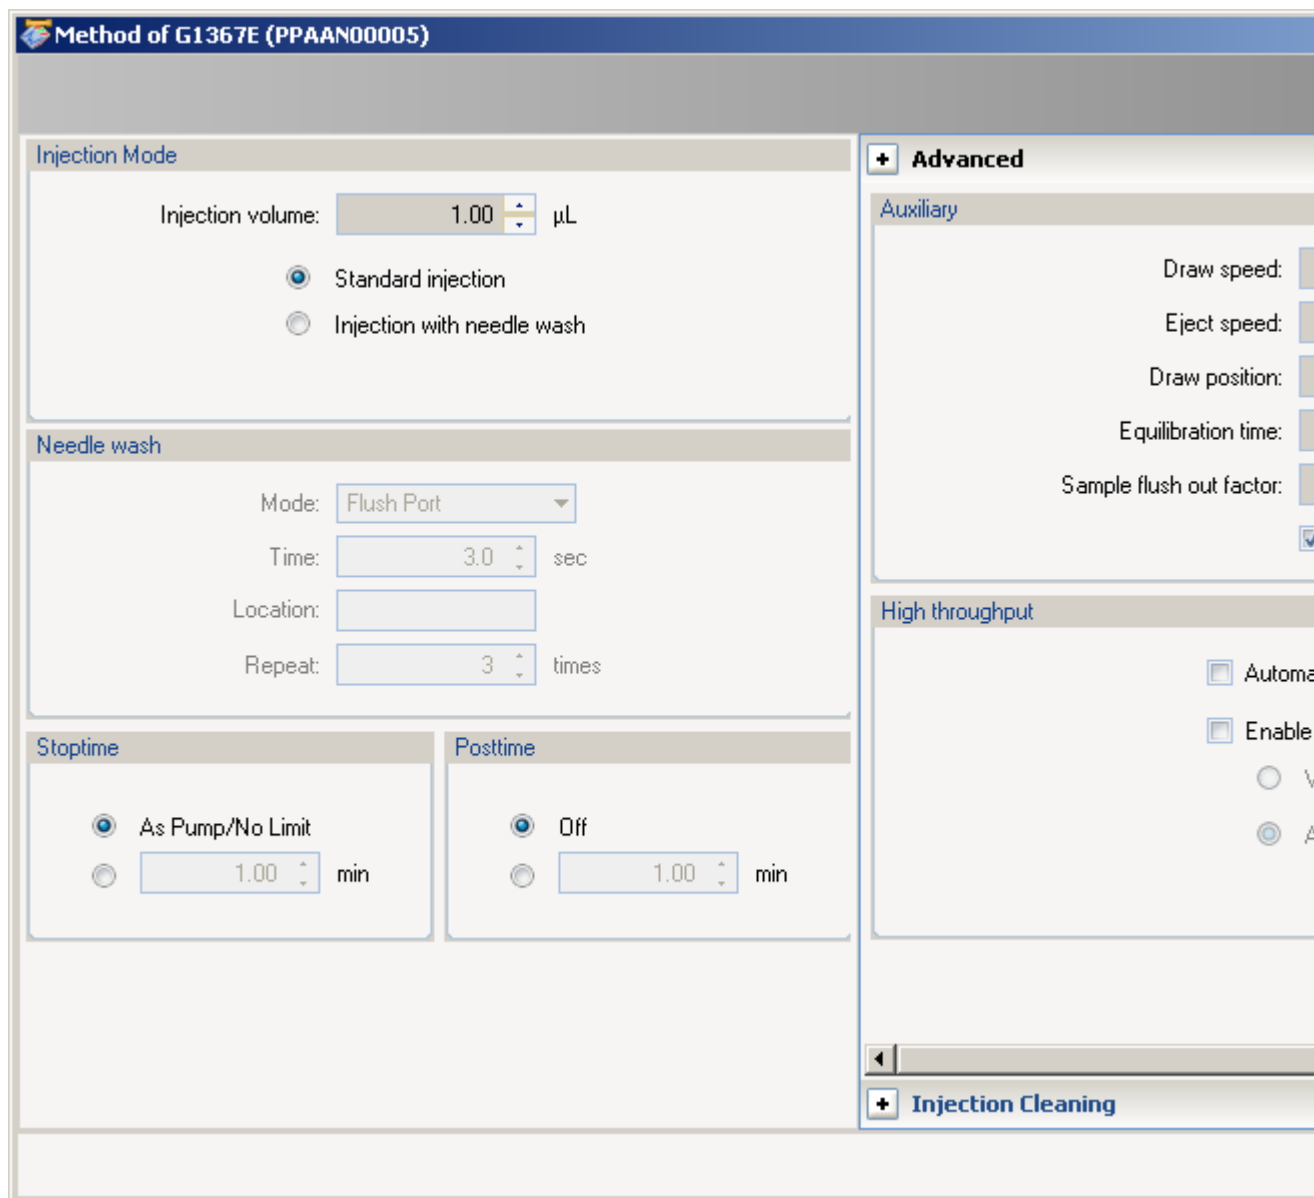 Method of G1367E (PPAAN00005)
Injection Mode
Injection volume: 1.00 µL
Standard injection
Injection with needle wash
Needle wash
Mode: Flush Port
Time: 3.0 sec
Location:
Repeat: 3 times
Stoptime
As Pump/No Limit
1.00 min
Posttime
Off
1.00 min
Advanced
Auxiliary
Draw speed:
Eject speed:
Draw position:
Equilibration time:
Sample flush out factor:
High throughput
Enable
Injection Cleaning